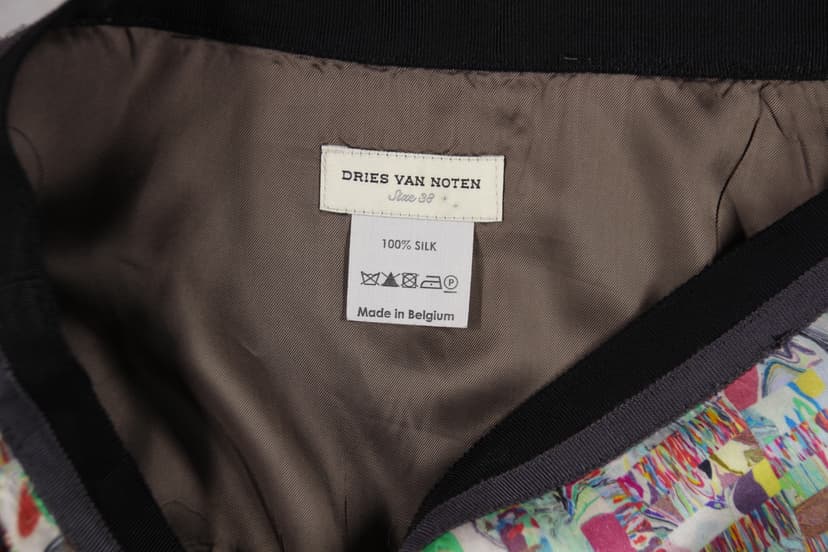 DRIES VAN NOTEN
Size 38
100% SILK
P
Made in Belgium